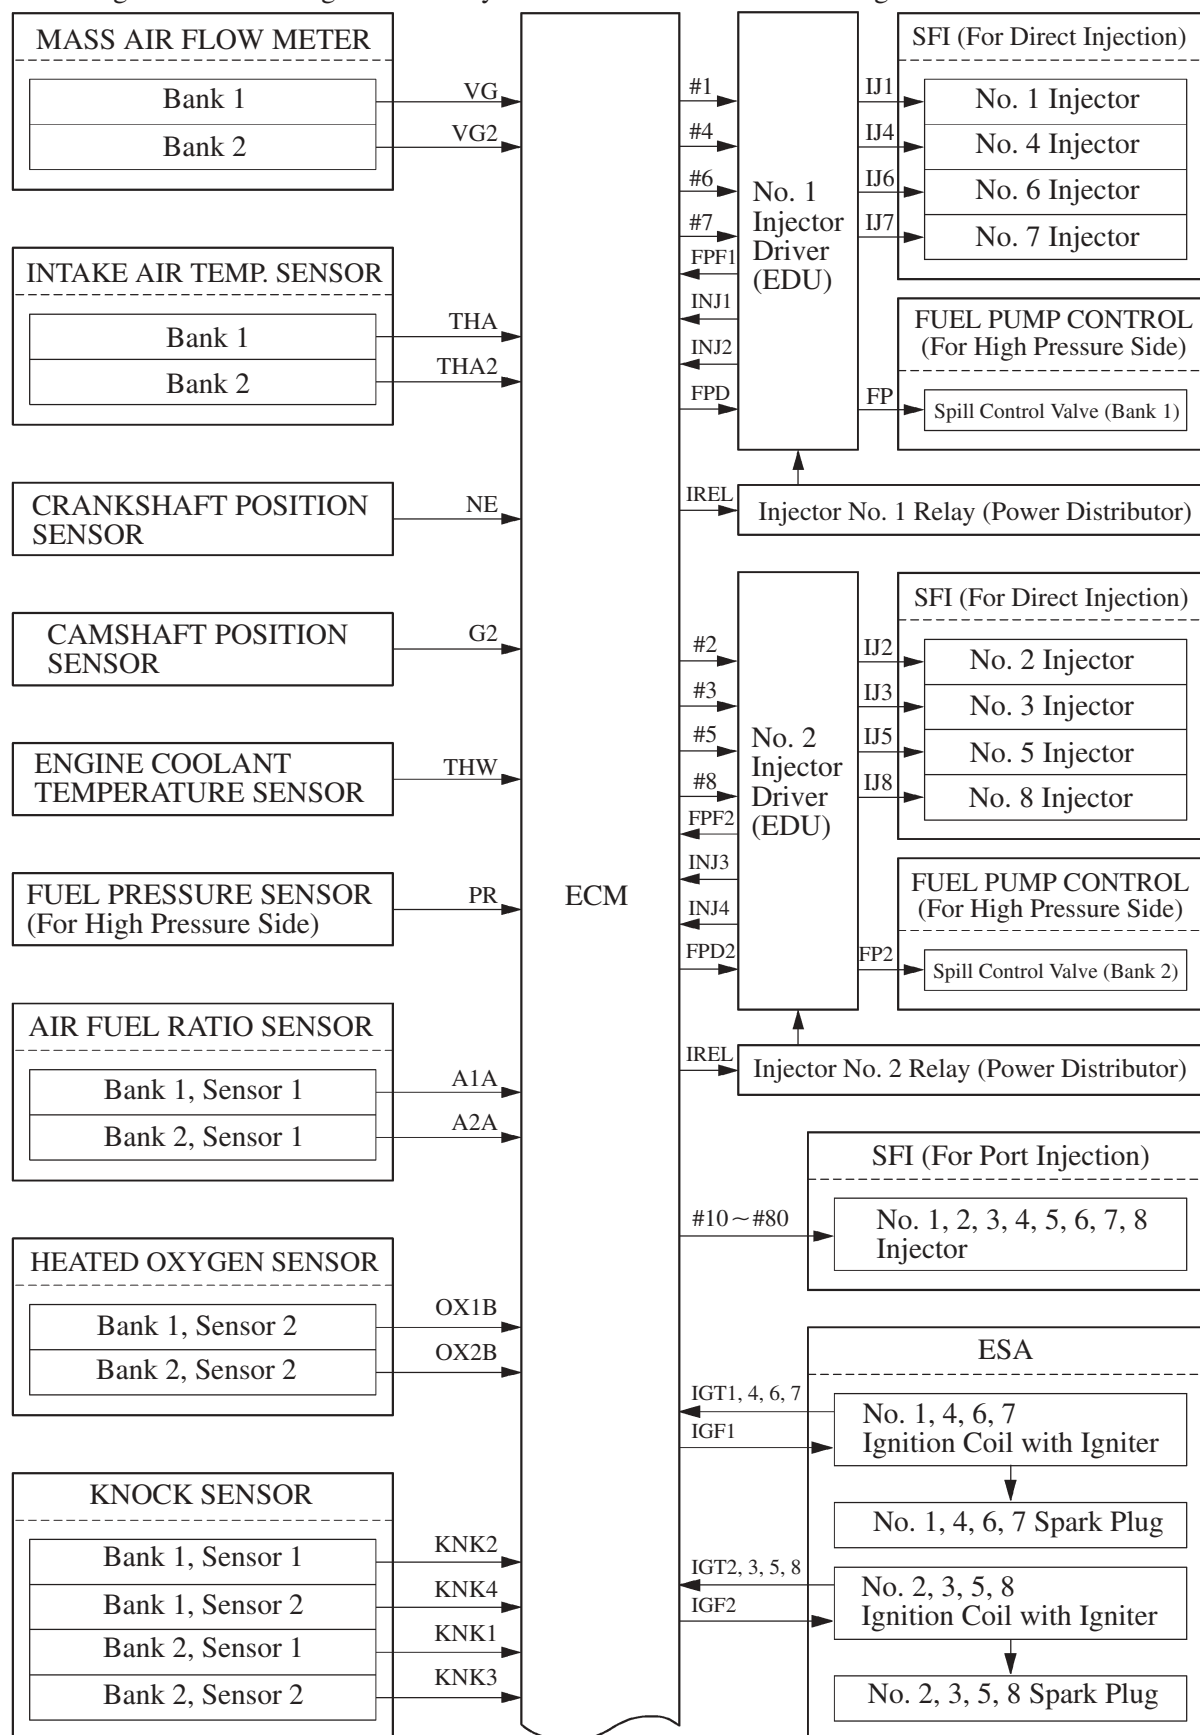 MASS AIR FLOW METER
Bank 1
VG
Bank 2
VG2
INTAKE AIR TEMP. SENSOR
Bank 1
THA
Bank 2
THA2
CRANKSHAFT POSITION
SENSOR
NE
CAMSHAFT POSITION
SENSOR
G2
ENGINE COOLANT
TEMPERATURE SENSOR
THW
FUEL PRESSURE SENSOR
(For High Pressure Side)
PR
AIR FUEL RATIO SENSOR
Bank 1, Sensor 1
A1A
Bank 2, Sensor 1
A2A
HEATED OXYGEN SENSOR
Bank 1, Sensor 2
OX1B
Bank 2, Sensor 2
OX2B
KNOCK SENSOR
Bank 1, Sensor 1
KNK2
Bank 1, Sensor 2
KNK4
Bank 2, Sensor 1
KNK1
Bank 2, Sensor 2
KNK3
ECM
#1
#4
#6
#7
FPF1
INJ1
INJ2
FPD
No. 1
Injector
Driver
(EDU)
IJ1
IJ4
IJ6
IJ7
FP
SFI (For Direct Injection)
No. 1 Injector
No. 4 Injector
No. 6 Injector
No. 7 Injector
FUEL PUMP CONTROL
(For High Pressure Side)
Spill Control Valve (Bank 1)
IREL
Injector No. 1 Relay (Power Distributor)
#2
#3
#5
#8
FPF2
INJ3
INJ4
FPD2
No. 2
Injector
Driver
(EDU)
IJ2
IJ3
IJ5
IJ8
FP2
SFI (For Direct Injection)
No. 2 Injector
No. 3 Injector
No. 5 Injector
No. 8 Injector
FUEL PUMP CONTROL
(For High Pressure Side)
Spill Control Valve (Bank 2)
IREL
Injector No. 2 Relay (Power Distributor)
SFI (For Port Injection)
#10～#80
No. 1, 2, 3, 4, 5, 6, 7, 8
Injector
ESA
IGT1, 4, 6, 7
IGF1
No. 1, 4, 6, 7
Ignition Coil with Igniter
No. 1, 4, 6, 7 Spark Plug
IGT2, 3, 5, 8
IGF2
No. 2, 3, 5, 8
Ignition Coil with Igniter
No. 2, 3, 5, 8 Spark Plug